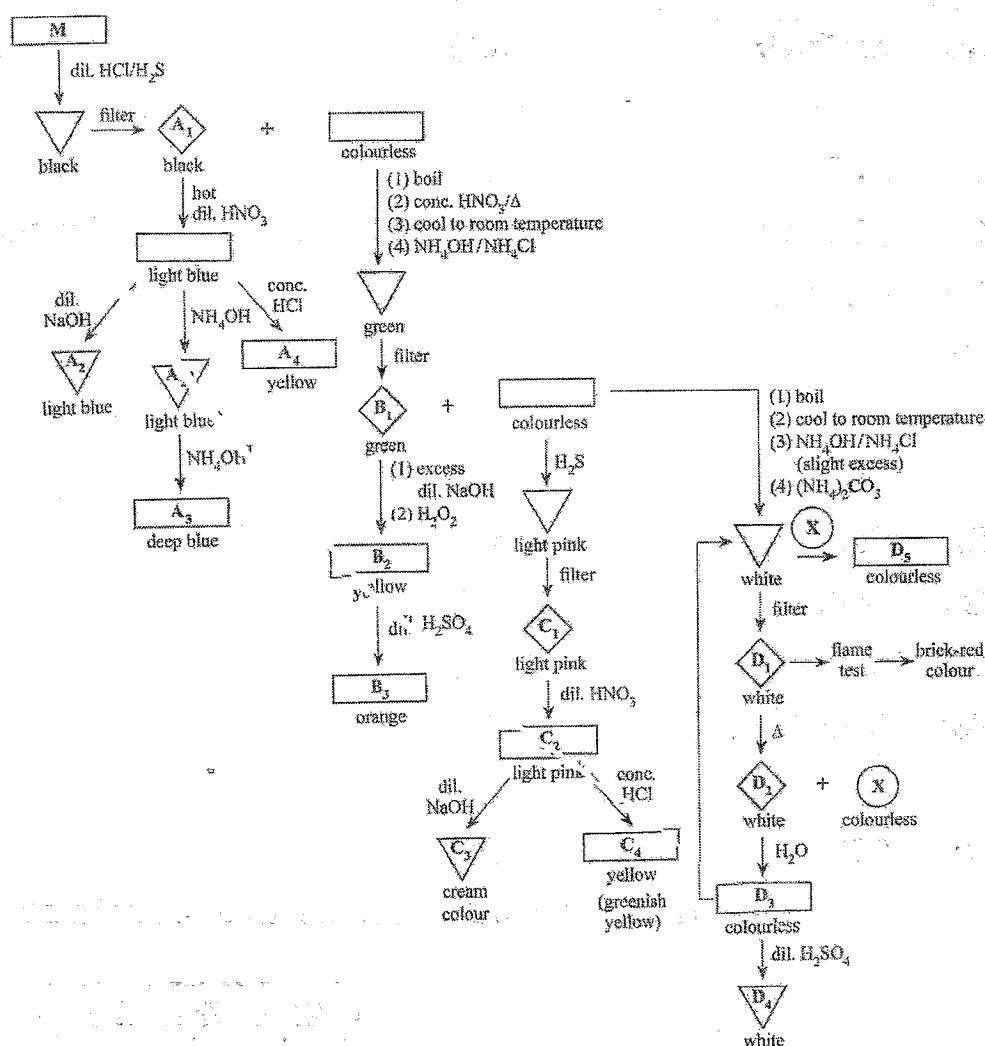 M
dil. HCl/H₂S
filter
black
A₁
black
+
colourless
hot
dil. HNO₃
light blue
dil.
NaOH
NH₄OH
conc.
HCl
A₂
light blue
light blue
A₄
yellow
NH₄OH
A₃
deep blue
(1) boil
(2) conc. HNO₃/Δ
(3) cool to room temperature
(4) NH₄OH/NH₄Cl
green
filter
B₁
green
+
colourless
(1) excess
dil. NaOH
(2) H₂O₂
B₂
yellow
dil. H₂SO₄
B₃
orange
H₂S
light pink
filter
C₁
light pink
dil. HNO₃
C₂
light pink
dil.
NaOH
conc.
HCl
C₃
cream
colour
C₄
yellow
(greenish
yellow)
(1) boil
(2) cool to room temperature
(3) NH₄OH/NH₄Cl
(slight excess)
(4) (NH₄)₂CO₃
white
X
D₅
colourless
filter
D₁
white
flame
test
brick-red
colour
Δ
D₂
white
+
X
colourless
H₂O
D₃
colourless
dil. H₂SO₄
D₄
white